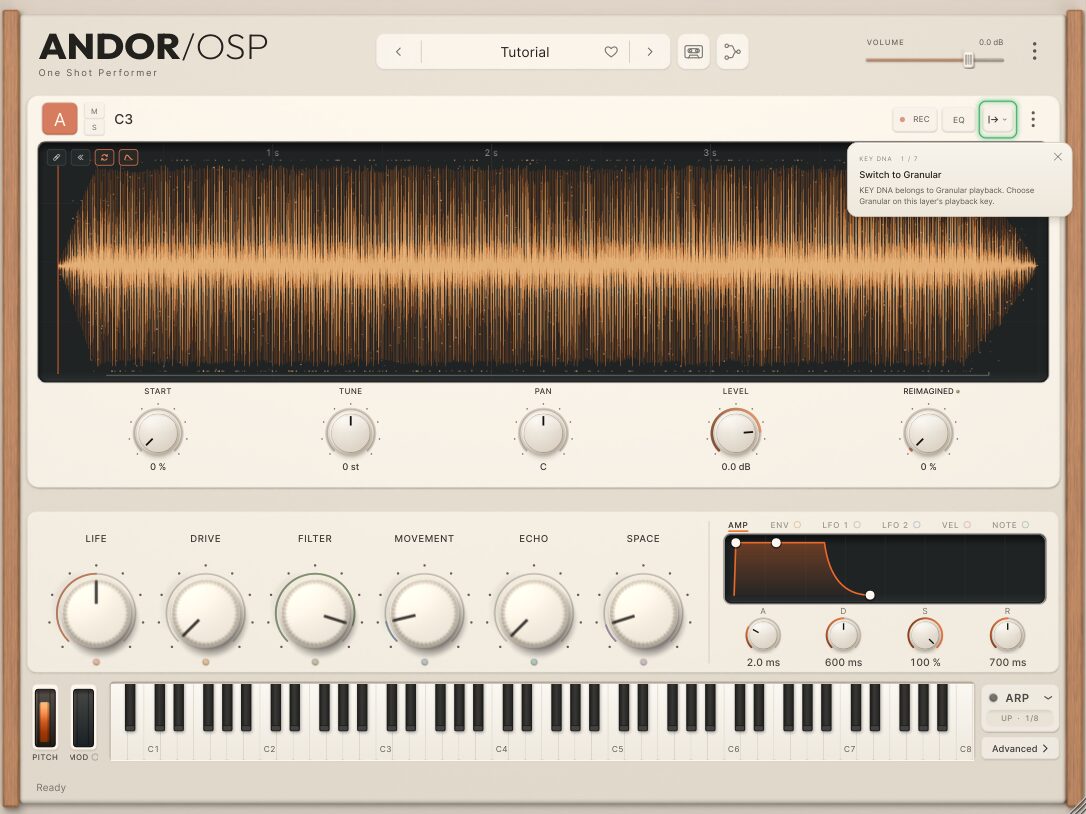 ANDOR/OSP
One Shot Performer
Tutorial
VOLUME 0.0 dB
A
M
S
C3
REC
EQ
1 s 2 s 3 s
KEY DNA 1 / 7
Switch to Granular
KEY DNA belongs to Granular playback. Choose
Granular on this layer's playback key.
START TUNE PAN LEVEL REIMAGINED
0 % 0 st C 0.0 dB 0 %
LIFE DRIVE FILTER MOVEMENT ECHO SPACE
AMP ENV LFO 1 LFO 2 VEL NOTE
A D S R
2.0 ms 600 ms 100 % 700 ms
PITCH MOD
C1 C2 C3 C4 C5 C6 C7 C8
ARP
UP · 1/8
Advanced
Ready